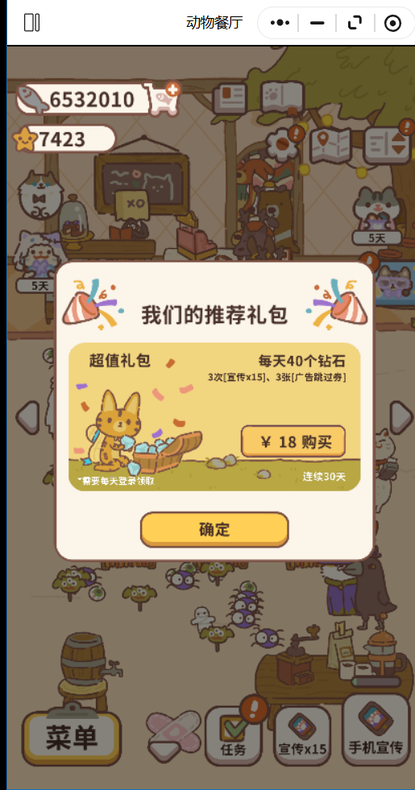 动物餐厅
6532010
7423
XO
5天
5天
我们的推荐礼包
超值礼包
每天40个钻石
3次[宣传x15]、3张[广告跳过券]
¥ 18 购买
*需要每天登录领取
连续30天
确定
菜单
任务
宣传x15
手机宣传